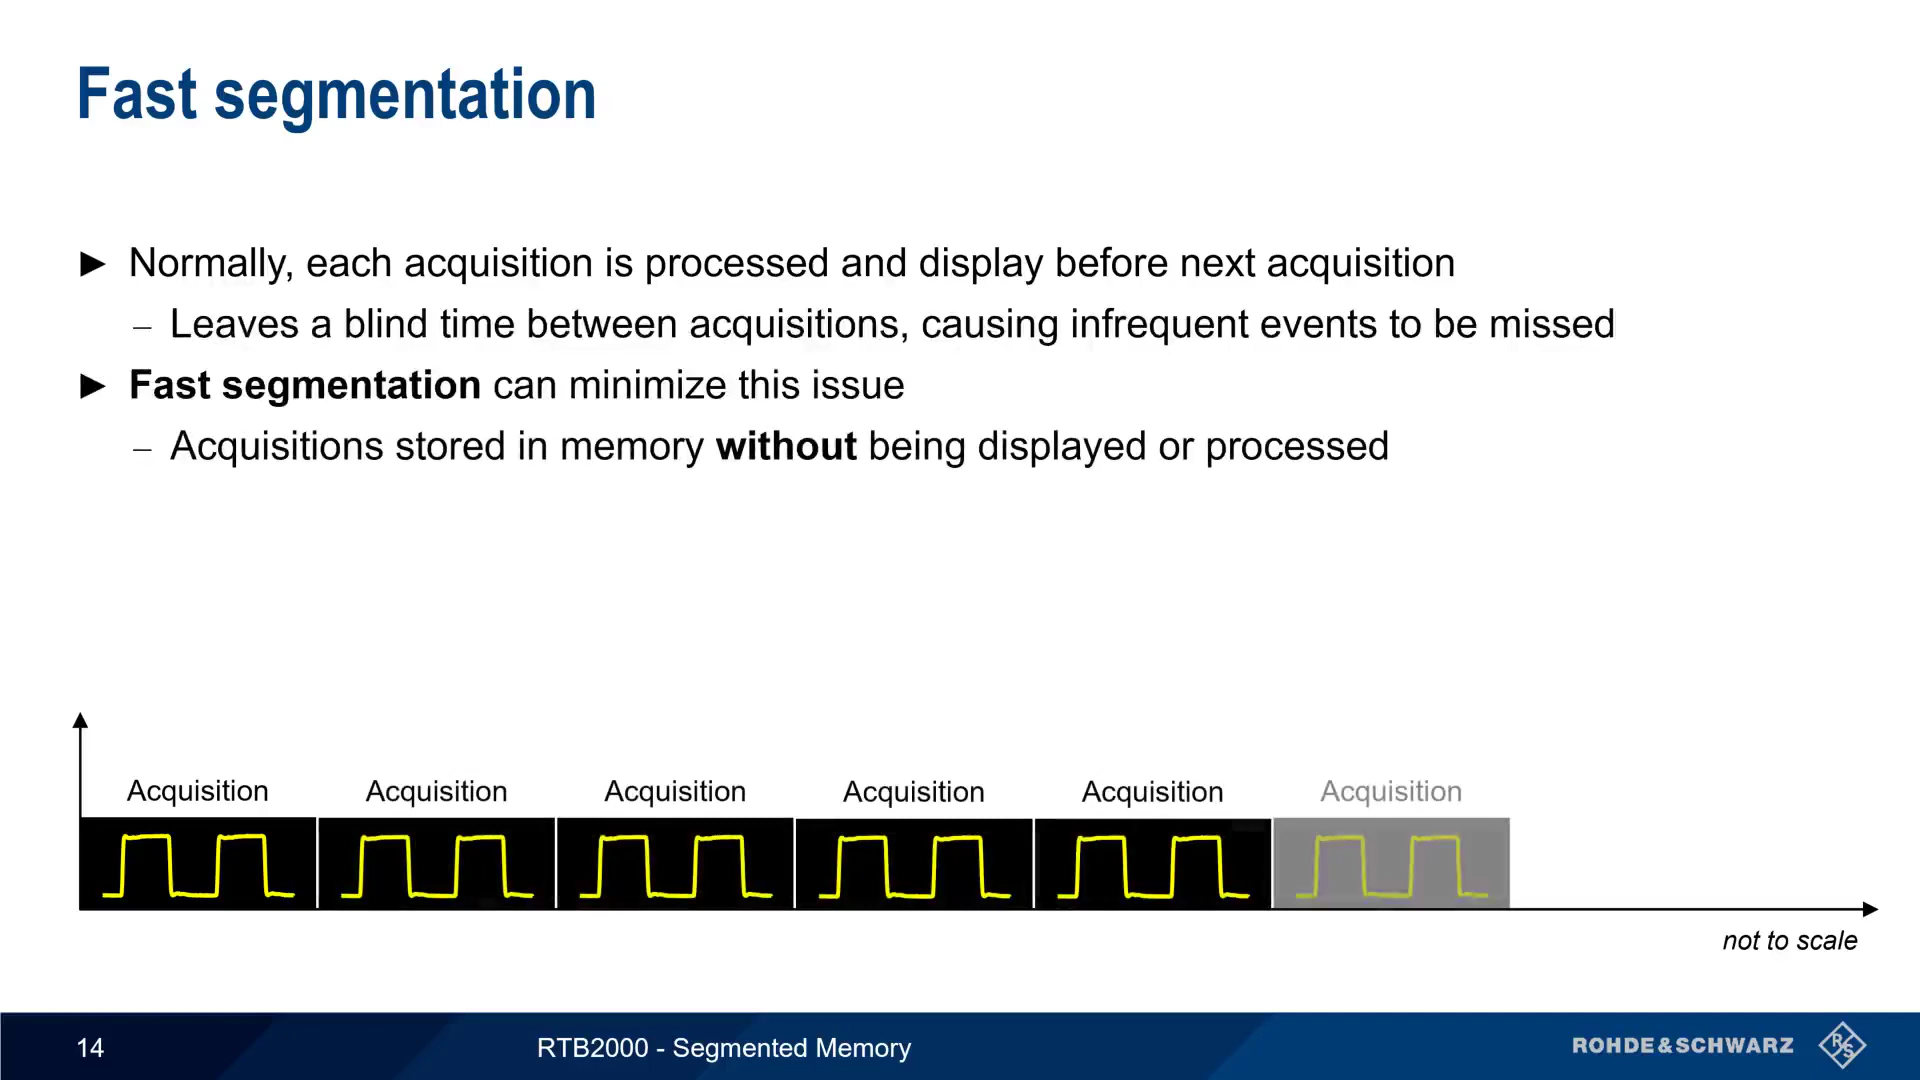 Fast segmentation
► Normally, each acquisition is processed and display before next acquisition
– Leaves a blind time between acquisitions, causing infrequent events to be missed
► Fast segmentation can minimize this issue
– Acquisitions stored in memory without being displayed or processed
Acquisition Acquisition Acquisition Acquisition Acquisition Acquisition
not to scale
14 RTB2000 - Segmented Memory ROHDE&SCHWARZ R&S